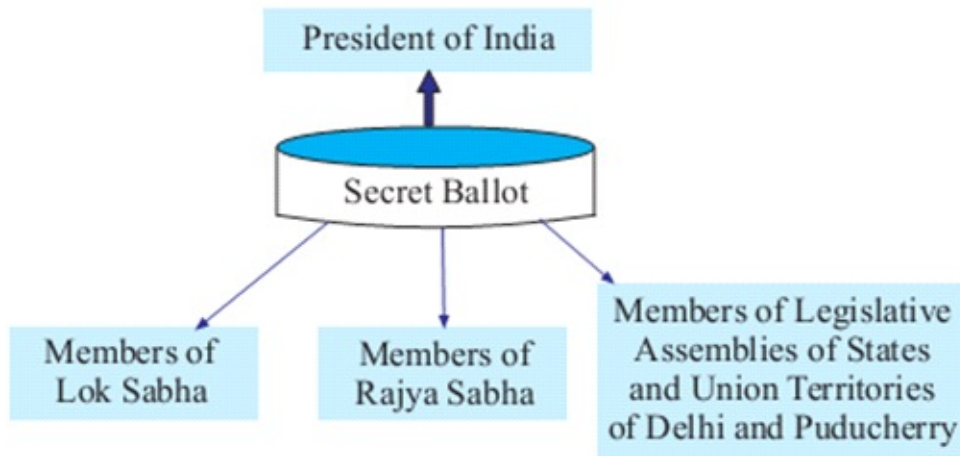 President of India
Secret Ballot
Members of
Lok Sabha
Members of
Rajya Sabha
Members of Legislative
Assemblies of States
and Union Territories
of Delhi and Puducherry